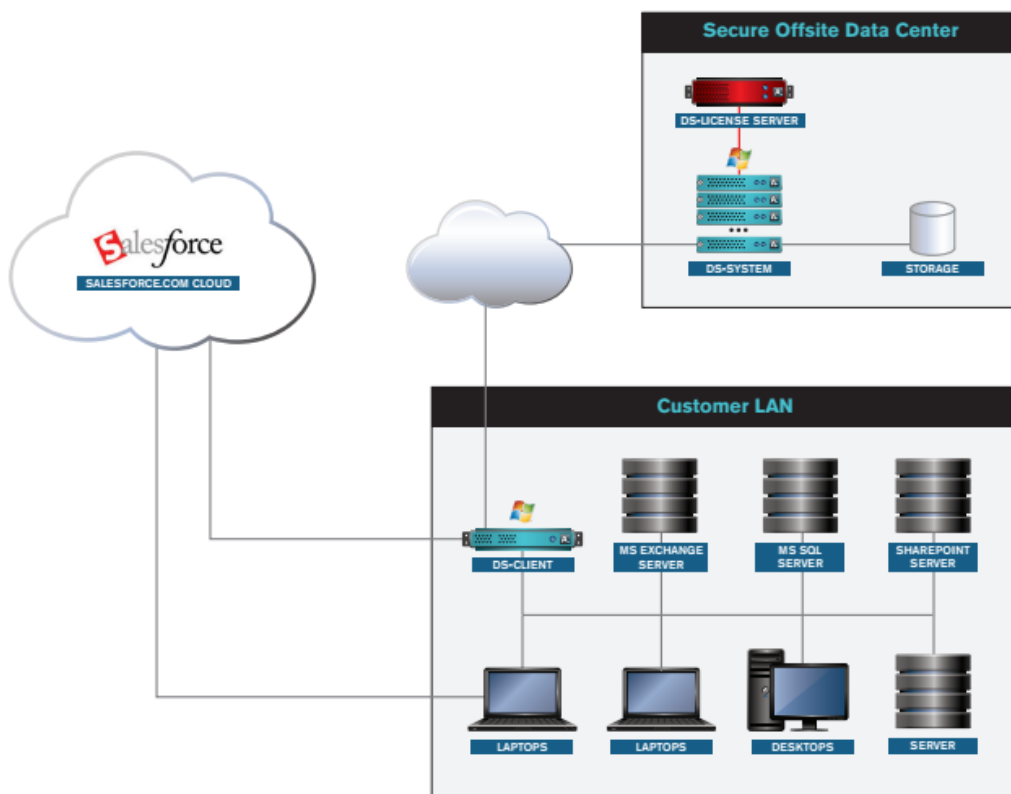 Secure Offsite Data Center
DS-LICENSE SERVER
DS-SYSTEM
STORAGE
Salesforce
SALESFORCE.COM CLOUD
Customer LAN
DS-CLIENT
MS EXCHANGE
SERVER
MS SQL
SERVER
SHAREPOINT
SERVER
LAPTOPS
LAPTOPS
DESKTOPS
SERVER